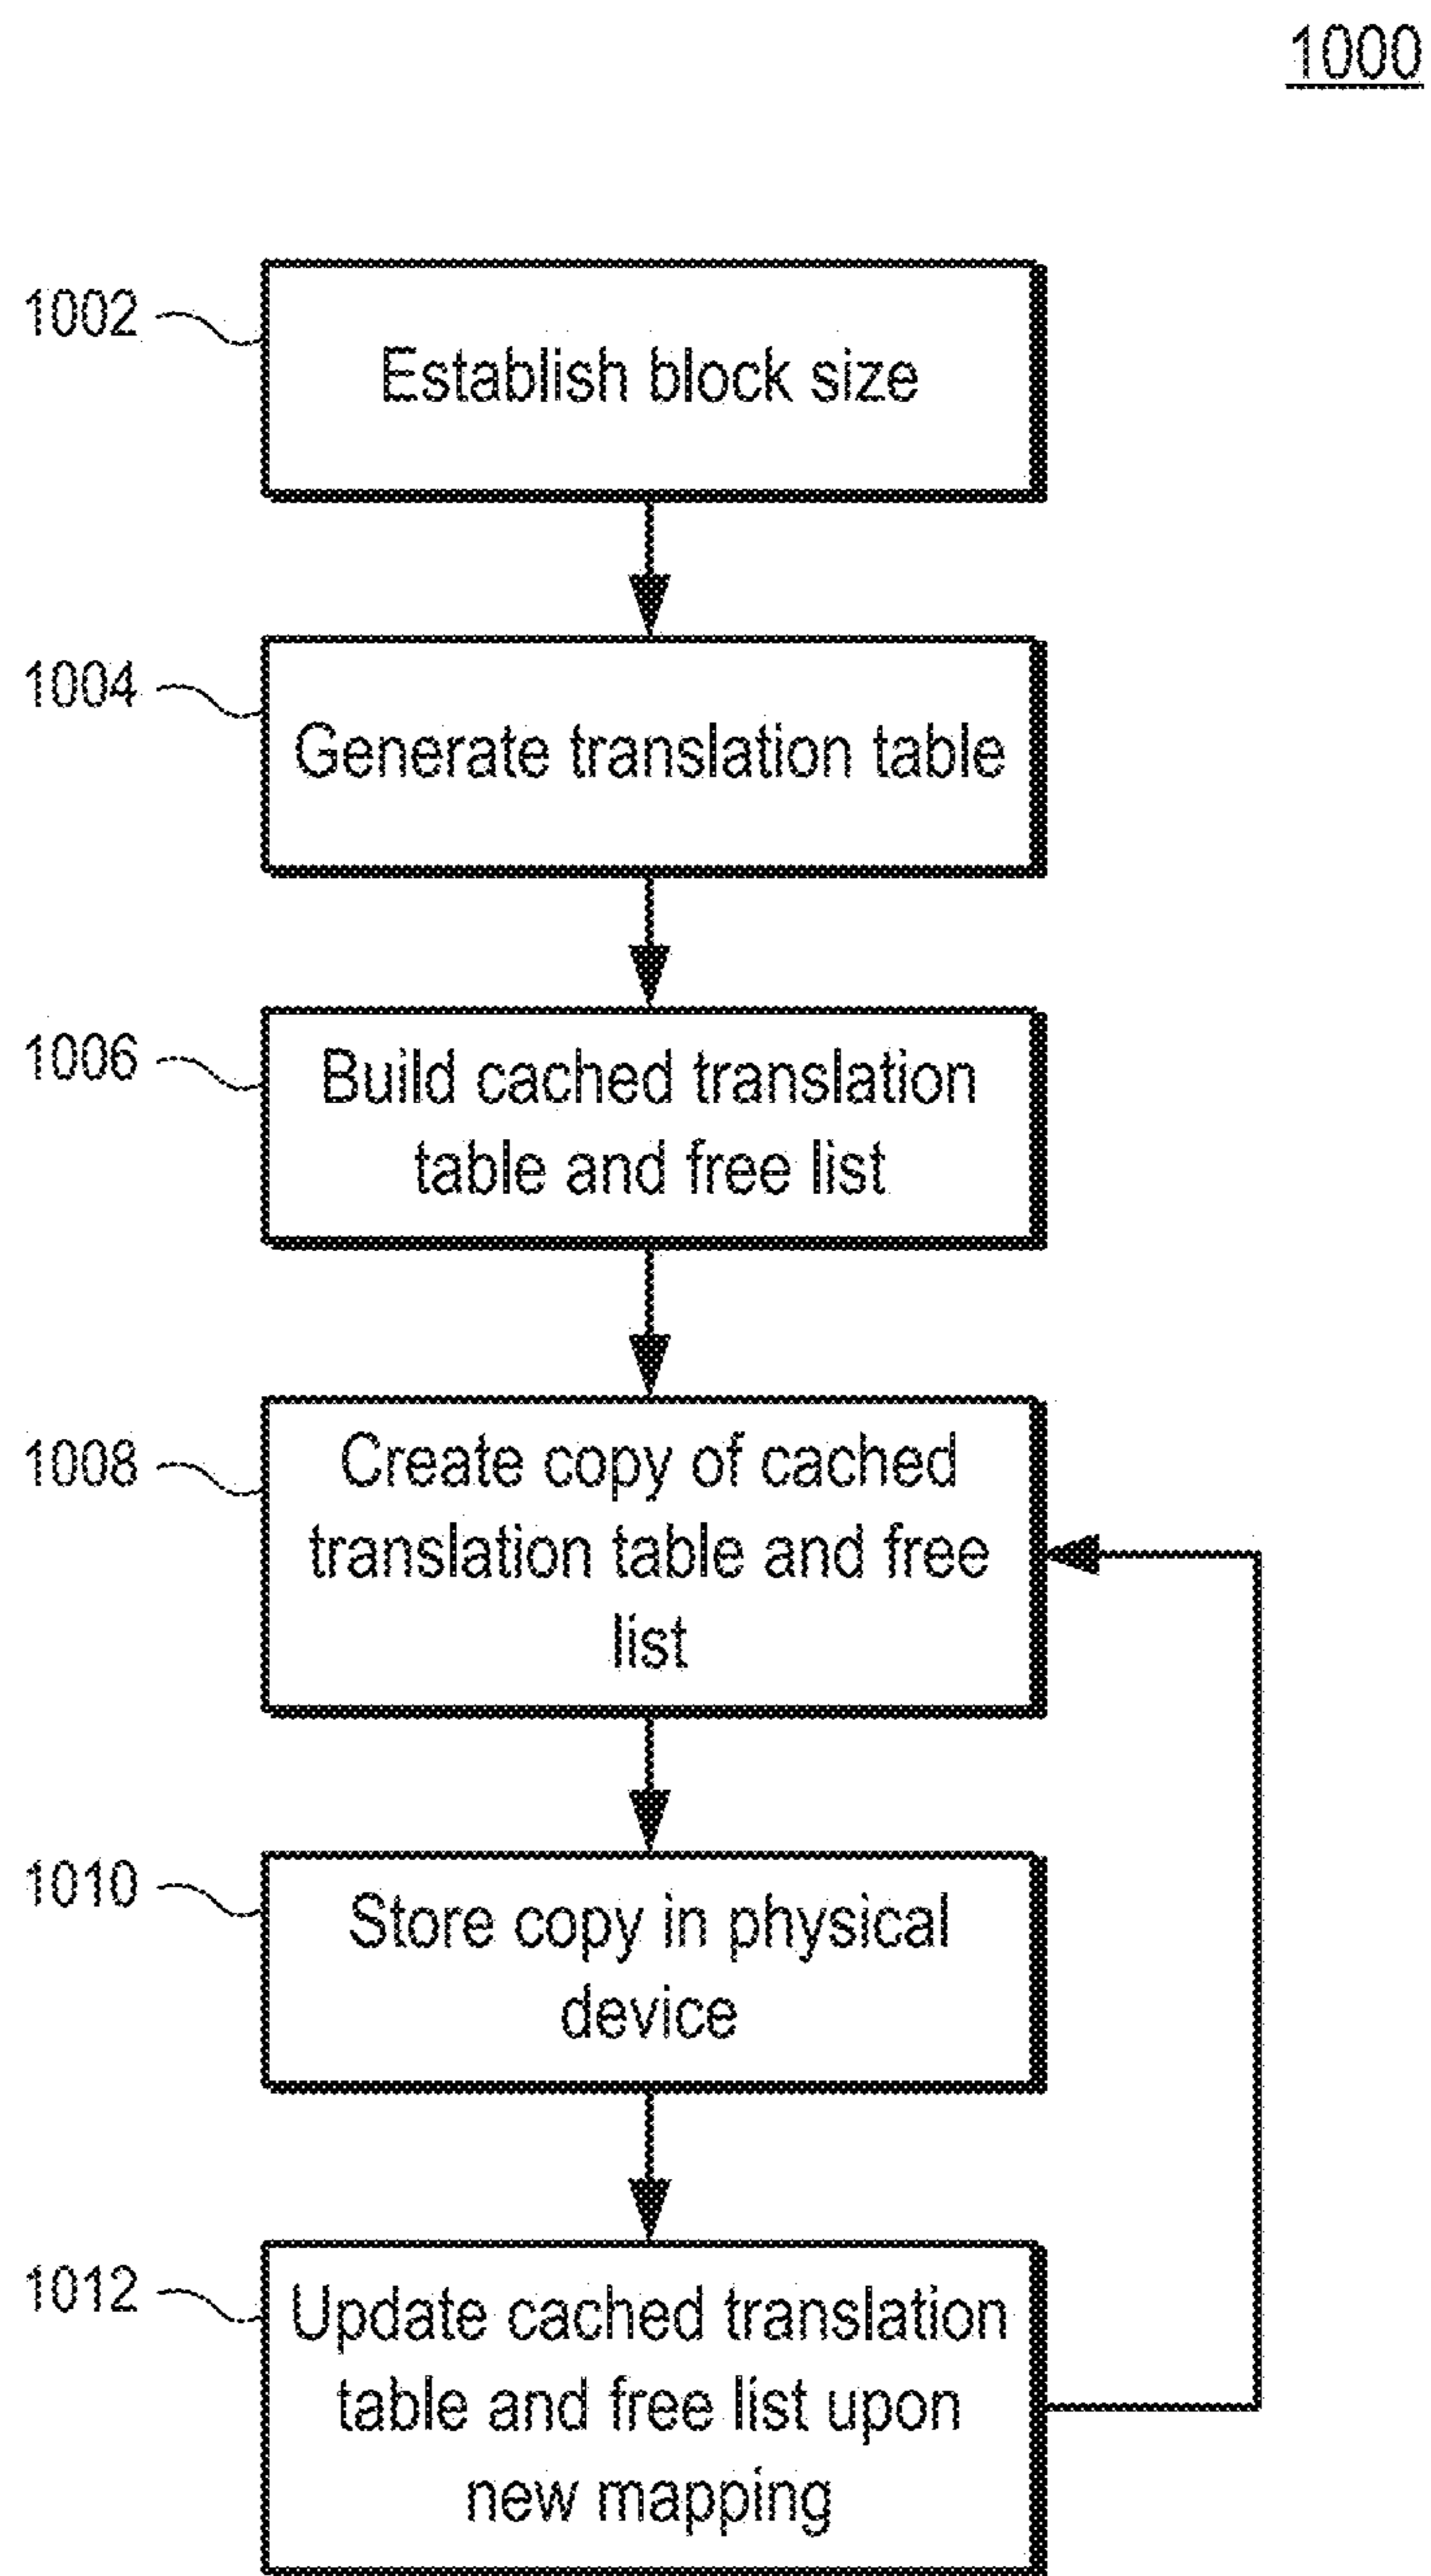 1000
1002
Establish block size
1004
Generate translation table
1006
Build cached translation
table and free list
1008
Create copy of cached
translation table and free
list
1010
Store copy in physical
device
1012
Update cached translation
table and free list upon
new mapping